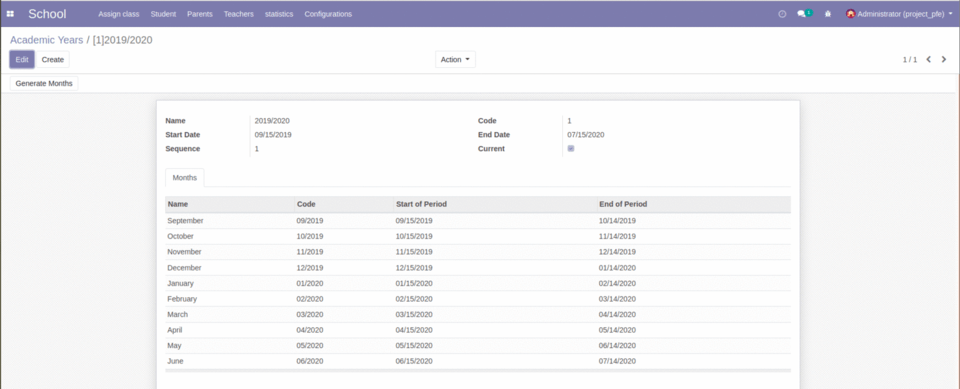 School Assign class Student Parents Teachers statistics Configurations Administrator (project_pfe)
Academic Years / [1]2019/2020
Edit Create Action 1 / 1
Generate Months
Name 2019/2020 Code 1
Start Date 09/15/2019 End Date 07/15/2020
Sequence 1 Current
Months
Name Code Start of Period End of Period
September 09/2019 09/15/2019 10/14/2019
October 10/2019 10/15/2019 11/14/2019
November 11/2019 11/15/2019 12/14/2019
December 12/2019 12/15/2019 01/14/2020
January 01/2020 01/15/2020 02/14/2020
February 02/2020 02/15/2020 03/14/2020
March 03/2020 03/15/2020 04/14/2020
April 04/2020 04/15/2020 05/14/2020
May 05/2020 05/15/2020 06/14/2020
June 06/2020 06/15/2020 07/14/2020